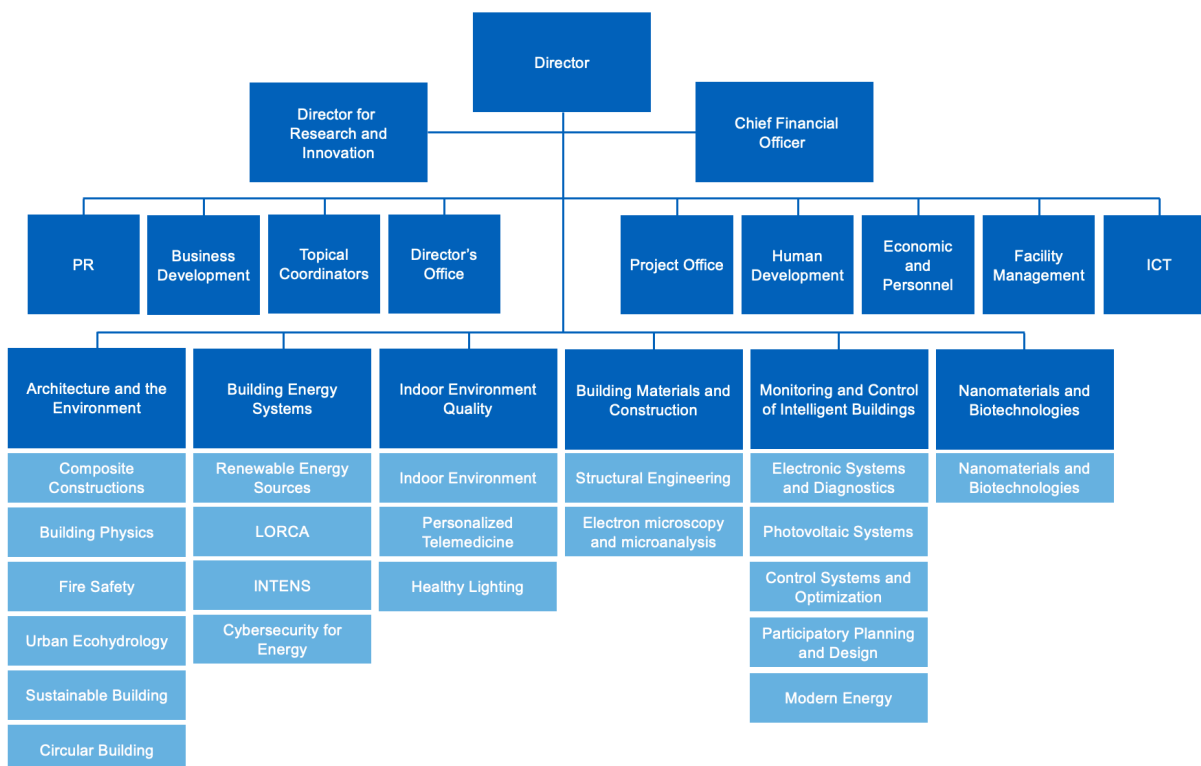 Director
Director for
Research and
Innovation
Chief Financial
Officer
PR
Business
Development
Topical
Coordinators
Director's
Office
Project Office
Human
Development
Economic
and
Personnel
Facility
Management
ICT
Architecture and the
Environment
Building Energy
Systems
Indoor Environment
Quality
Building Materials and
Construction
Monitoring and Control
of Intelligent Buildings
Nanomaterials and
Biotechnologies
Composite
Constructions
Building Physics
Fire Safety
Urban Ecohydrology
Sustainable Building
Circular Building
Renewable Energy
Sources
LORCA
INTENS
Cybersecurity for
Energy
Indoor Environment
Personalized
Telemedicine
Healthy Lighting
Structural Engineering
Electron microscopy
and microanalysis
Electronic Systems
and Diagnostics
Photovoltaic Systems
Control Systems and
Optimization
Participatory Planning
and Design
Modern Energy
Nanomaterials and
Biotechnologies